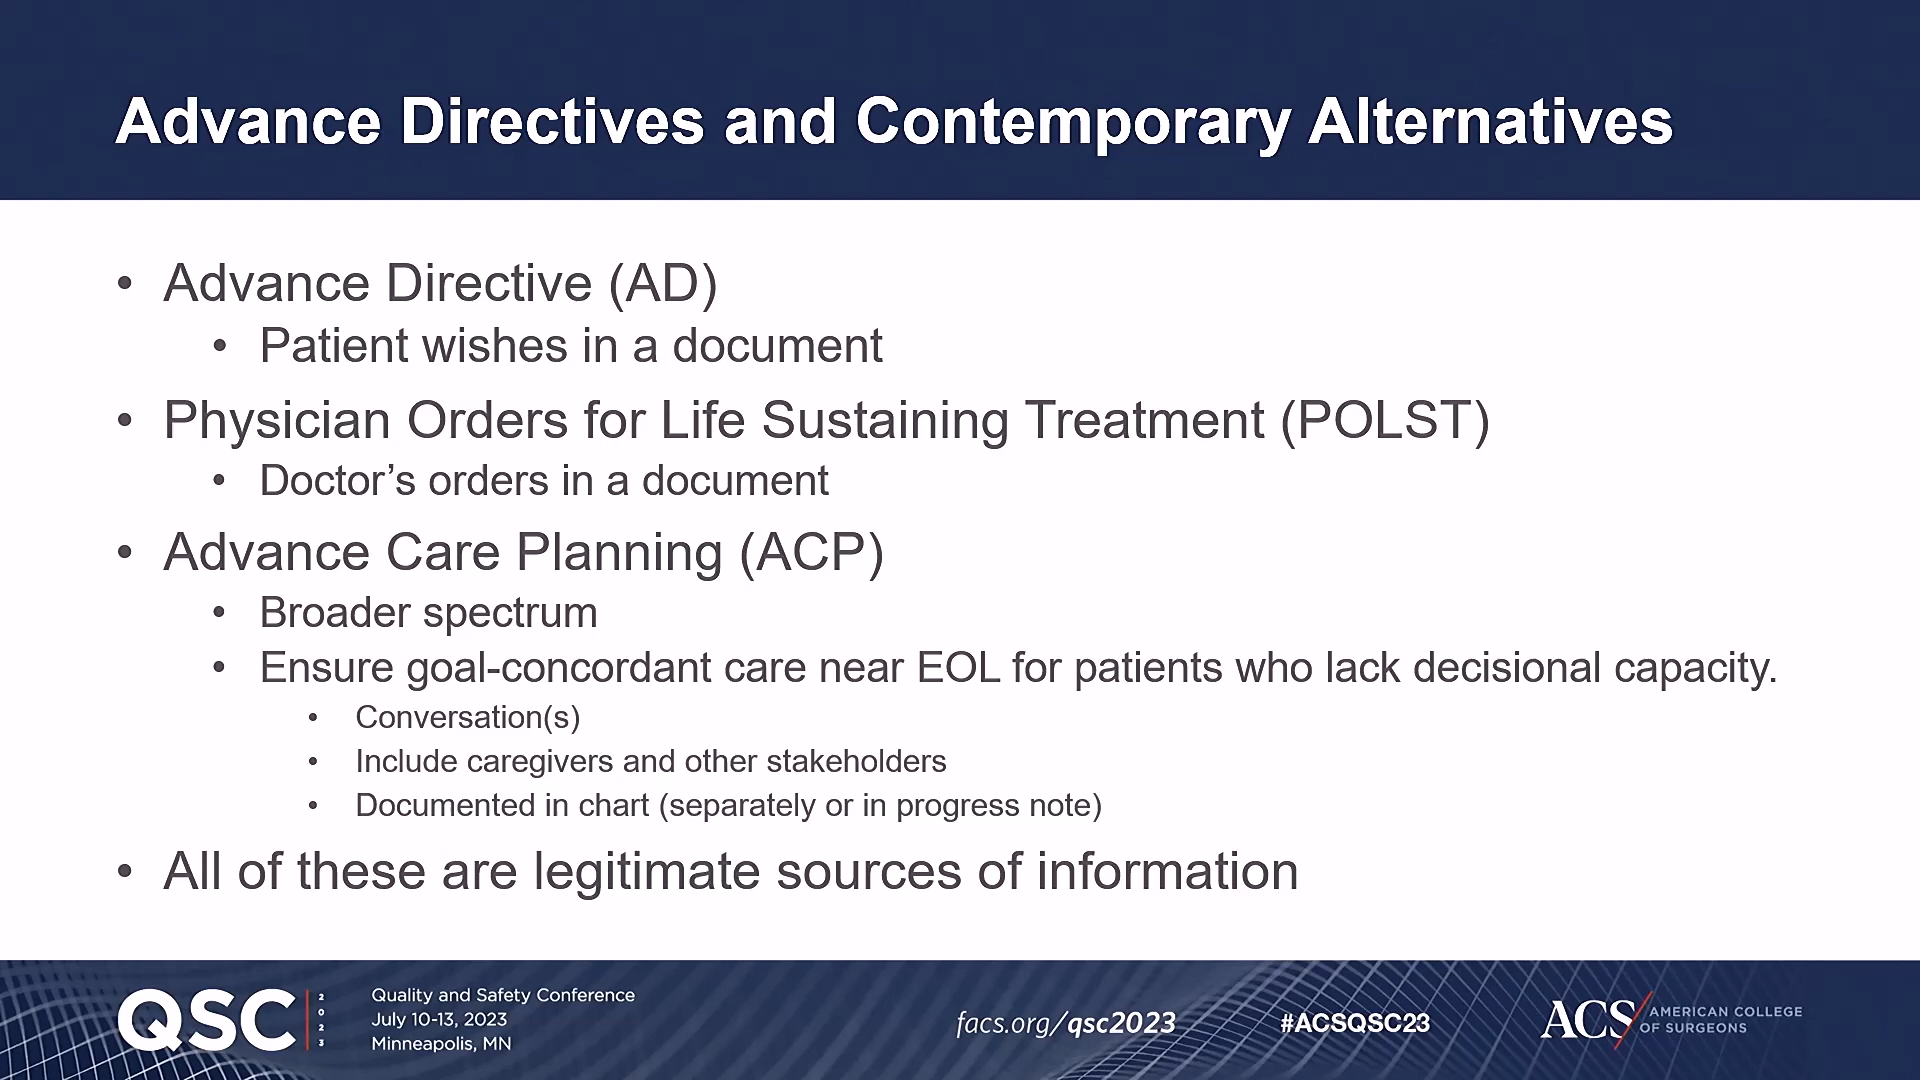 Advance Directives and Contemporary Alternatives
• Advance Directive (AD)
• Patient wishes in a document
• Physician Orders for Life Sustaining Treatment (POLST)
• Doctor’s orders in a document
• Advance Care Planning (ACP)
• Broader spectrum
• Ensure goal-concordant care near EOL for patients who lack decisional capacity.
• Conversation(s)
• Include caregivers and other stakeholders
• Documented in chart (separately or in progress note)
• All of these are legitimate sources of information
QSC 2023
Quality and Safety Conference
July 10-13, 2023
Minneapolis, MN
facs.org/qsc2023
#ACSQSC23
ACS
AMERICAN COLLEGE
OF SURGEONS